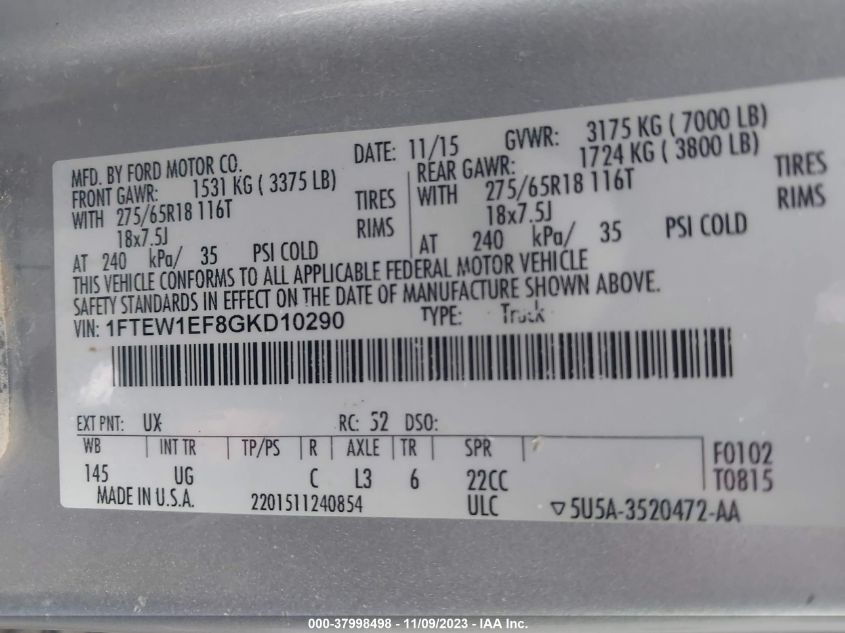 MFD. BY FORD MOTOR CO. DATE: 11/15 GVWR: 3175 KG ( 7000 LB)
FRONT GAWR: 1531 KG ( 3375 LB) REAR GAWR: 1724 KG ( 3800 LB)
WITH 275/65R18 116T TIRES WITH 275/65R18 116T TIRES
18x7.5J RIMS 18x7.5J RIMS
AT 240 kPa/ 35 PSI COLD AT 240 kPa/ 35 PSI COLD
THIS VEHICLE CONFORMS TO ALL APPLICABLE FEDERAL MOTOR VEHICLE
SAFETY STANDARDS IN EFFECT ON THE DATE OF MANUFACTURE SHOWN ABOVE.
VIN: 1FTEW1EF8GKD10290 TYPE: Truck
EXT PNT: UX RC: 52 DSO:
WB INT TR TP/PS R AXLE TR SPR F0102
145 UG C L3 6 22CC T0815
MADE IN U.S.A. 2201511240854 ULC ▽5U5A-3520472-AA
000-37998498 - 11/09/2023 - IAA Inc.